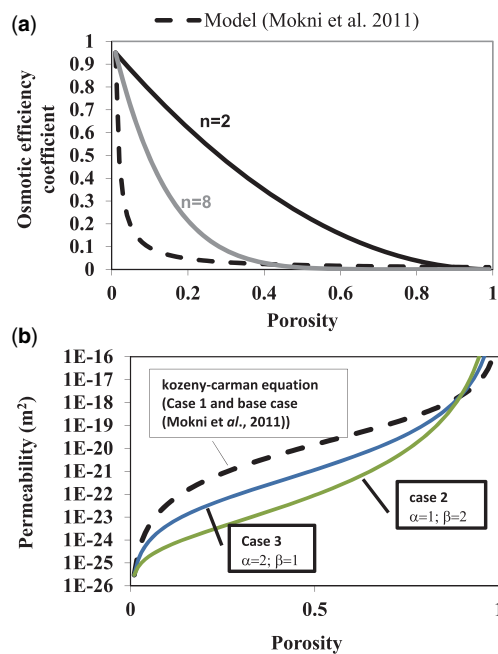 (a)
Model (Mokni et al. 2011)
Osmotic efficiency
coefficient
1
0.9
0.8
0.7
0.6
0.5
0.4
0.3
0.2
0.1
0
n=2
n=8
0 0.2 0.4 0.6 0.8 1
Porosity
(b)
Permeability (m²)
1E-16
1E-17
1E-18
1E-19
1E-20
1E-21
1E-22
1E-23
1E-24
1E-25
1E-26
kozeny-carman equation
(Case 1 and base case
(Mokni et al., 2011))
case 2
α=1; β=2
Case 3
α=2; β=1
0 0.5 1
Porosity